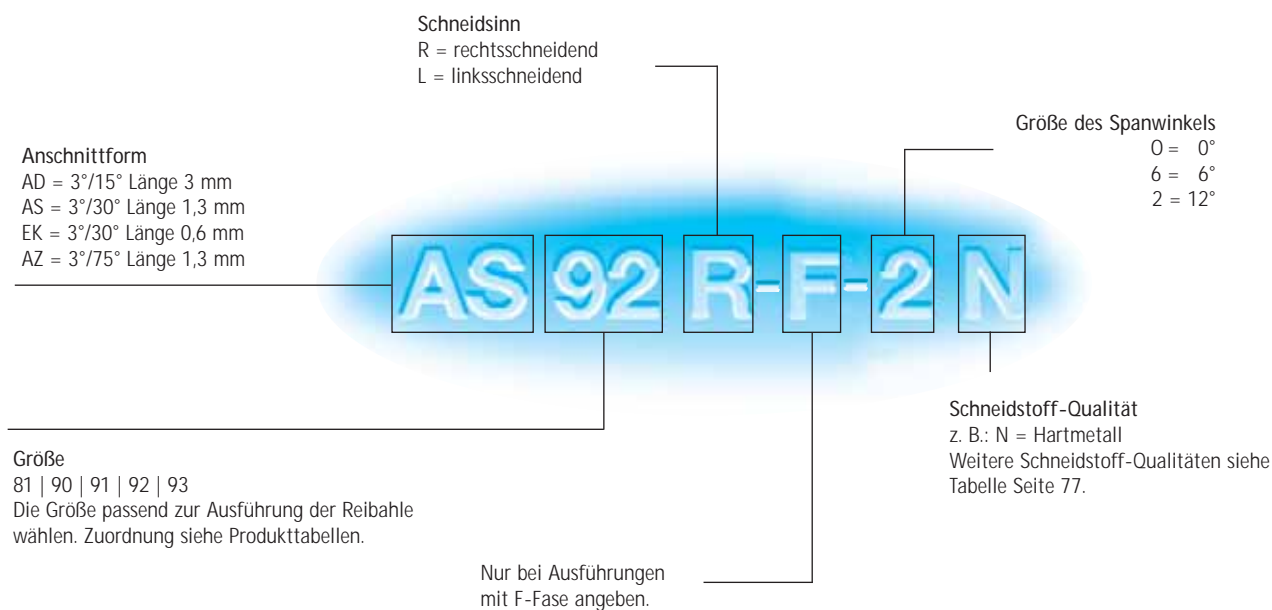 Schneidsinn
R = rechtsschneidend
L = linksschneidend
Größe des Spanwinkels
O = 0°
6 = 6°
2 = 12°
Anschnittform
AD = 3°/15° Länge 3 mm
AS = 3°/30° Länge 1,3 mm
EK = 3°/30° Länge 0,6 mm
AZ = 3°/75° Länge 1,3 mm
AS 92 R-F-2 N
Größe
81 | 90 | 91 | 92 | 93
Die Größe passend zur Ausführung der Reibahle
wählen. Zuordnung siehe Produkttabellen.
Schneidstoff-Qualität
z. B.: N = Hartmetall
Weitere Schneidstoff-Qualitäten siehe
Tabelle Seite 77.
Nur bei Ausführungen
mit F-Fase angeben.